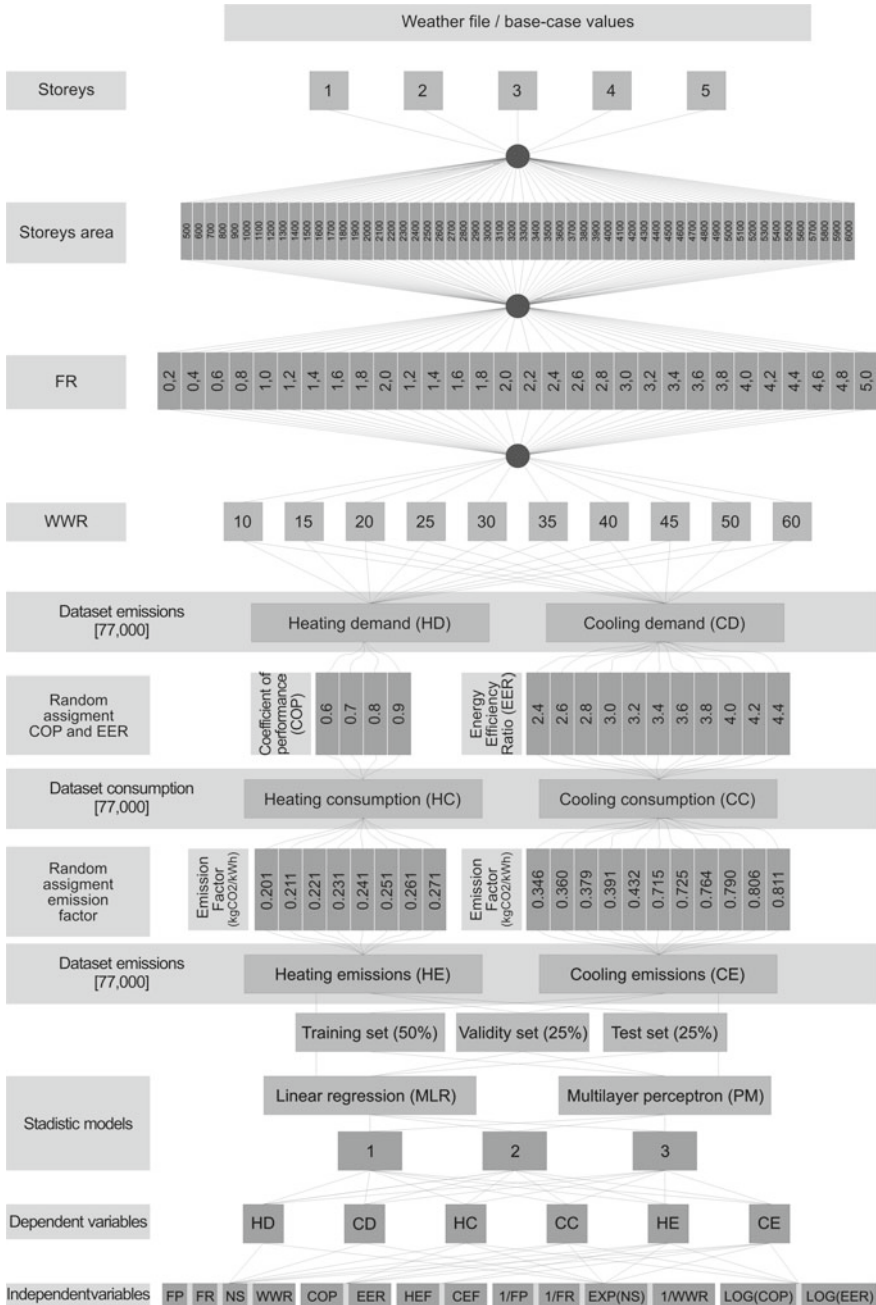 Weather file / base-case values
Storeys
1 2 3 4 5
Storeys area
500 600 700 800 900 1000 1100 1200 1300 1400 1500 1600 1700 1800 1900 2000 2100 2200 2300 2400 2500 2600 2700 2800 2900 3000 3100 3200 3300 3400 3500 3600 3700 3800 3900 4000 4100 4200 4300 4400 4500 4600 4700 4800 4900 5000 5100 5200 5300 5400 5500 5600 5700 5800 5900 6000
FR
0,2 0,4 0,6 0,8 1,0 1,2 1,4 1,6 1,8 2,0 1,2 1,4 1,6 1,8 2,0 2,2 2,4 2,6 2,8 3,0 3,2 3,4 3,6 3,8 4,0 4,2 4,4 4,6 4,8 5,0
WWR
10 15 20 25 30 35 40 45 50 60
Dataset emissions
[77,000]
Heating demand (HD)
Cooling demand (CD)
Random
assigment
COP and EER
Coefficient of
performance
(COP)
0.6 0.7 0.8 0.9
Energy
Efficiency
Ratio (EER)
2.4 2.6 2.8 3.0 3.2 3.4 3.6 3.8 4.0 4.2 4.4
Dataset consumption
[77,000]
Heating consumption (HC)
Cooling consumption (CC)
Random
assigment
emission
factor
Emission
Factor
(kgCO2/kWh)
0.201 0.211 0.221 0.231 0.241 0.251 0.261 0.271
Emission
Factor
(kgCO2/kWh)
0.346 0.360 0.379 0.391 0.432 0.715 0.725 0.764 0.790 0.806 0.811
Dataset emissions
[77,000]
Heating emissions (HE)
Cooling emissions (CE)
Training set (50%) Validity set (25%) Test set (25%)
Stadistic models
Linear regression (MLR)
Multilayer perceptron (PM)
1 2 3
Dependent variables
HD CD HC CC HE CE
Independentvariables
FP FR NS WWR COP EER HEF CEF 1/FP 1/FR EXP(NS) 1/WWR LOG(COP) LOG(EER)